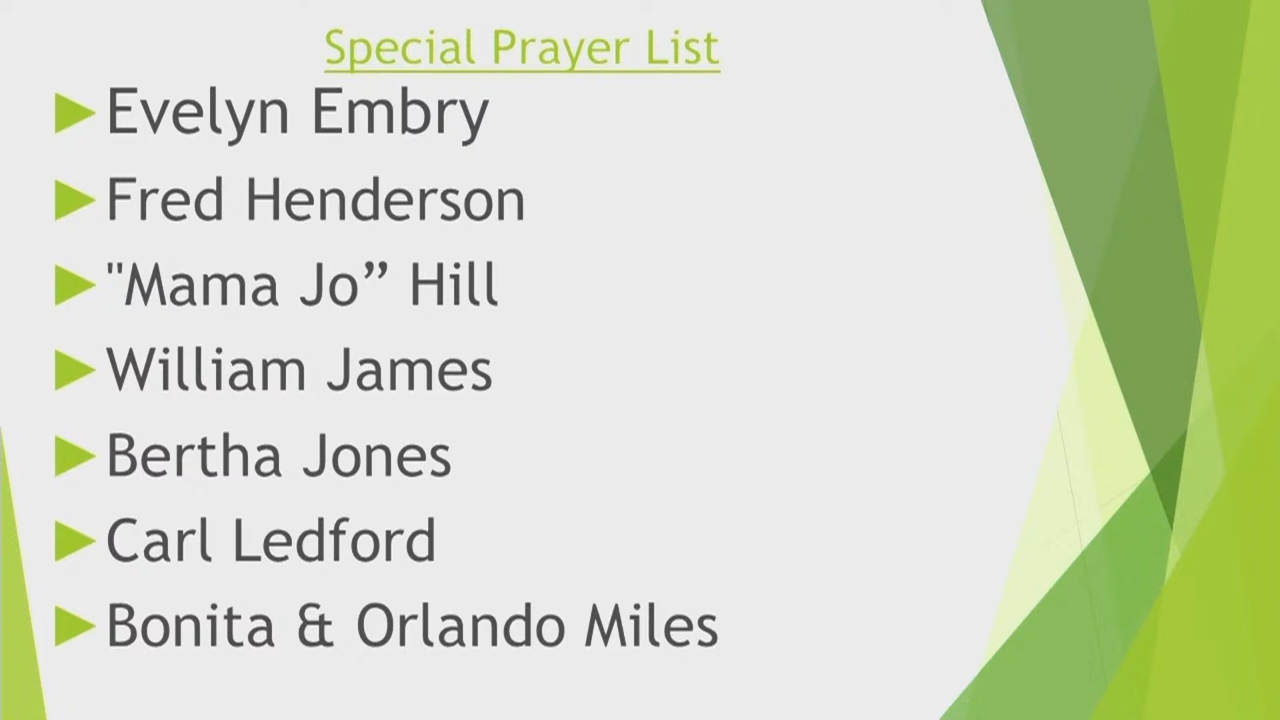 Special Prayer List
Evelyn Embry
Fred Henderson
"Mama Jo” Hill
William James
Bertha Jones
Carl Ledford
Bonita & Orlando Miles